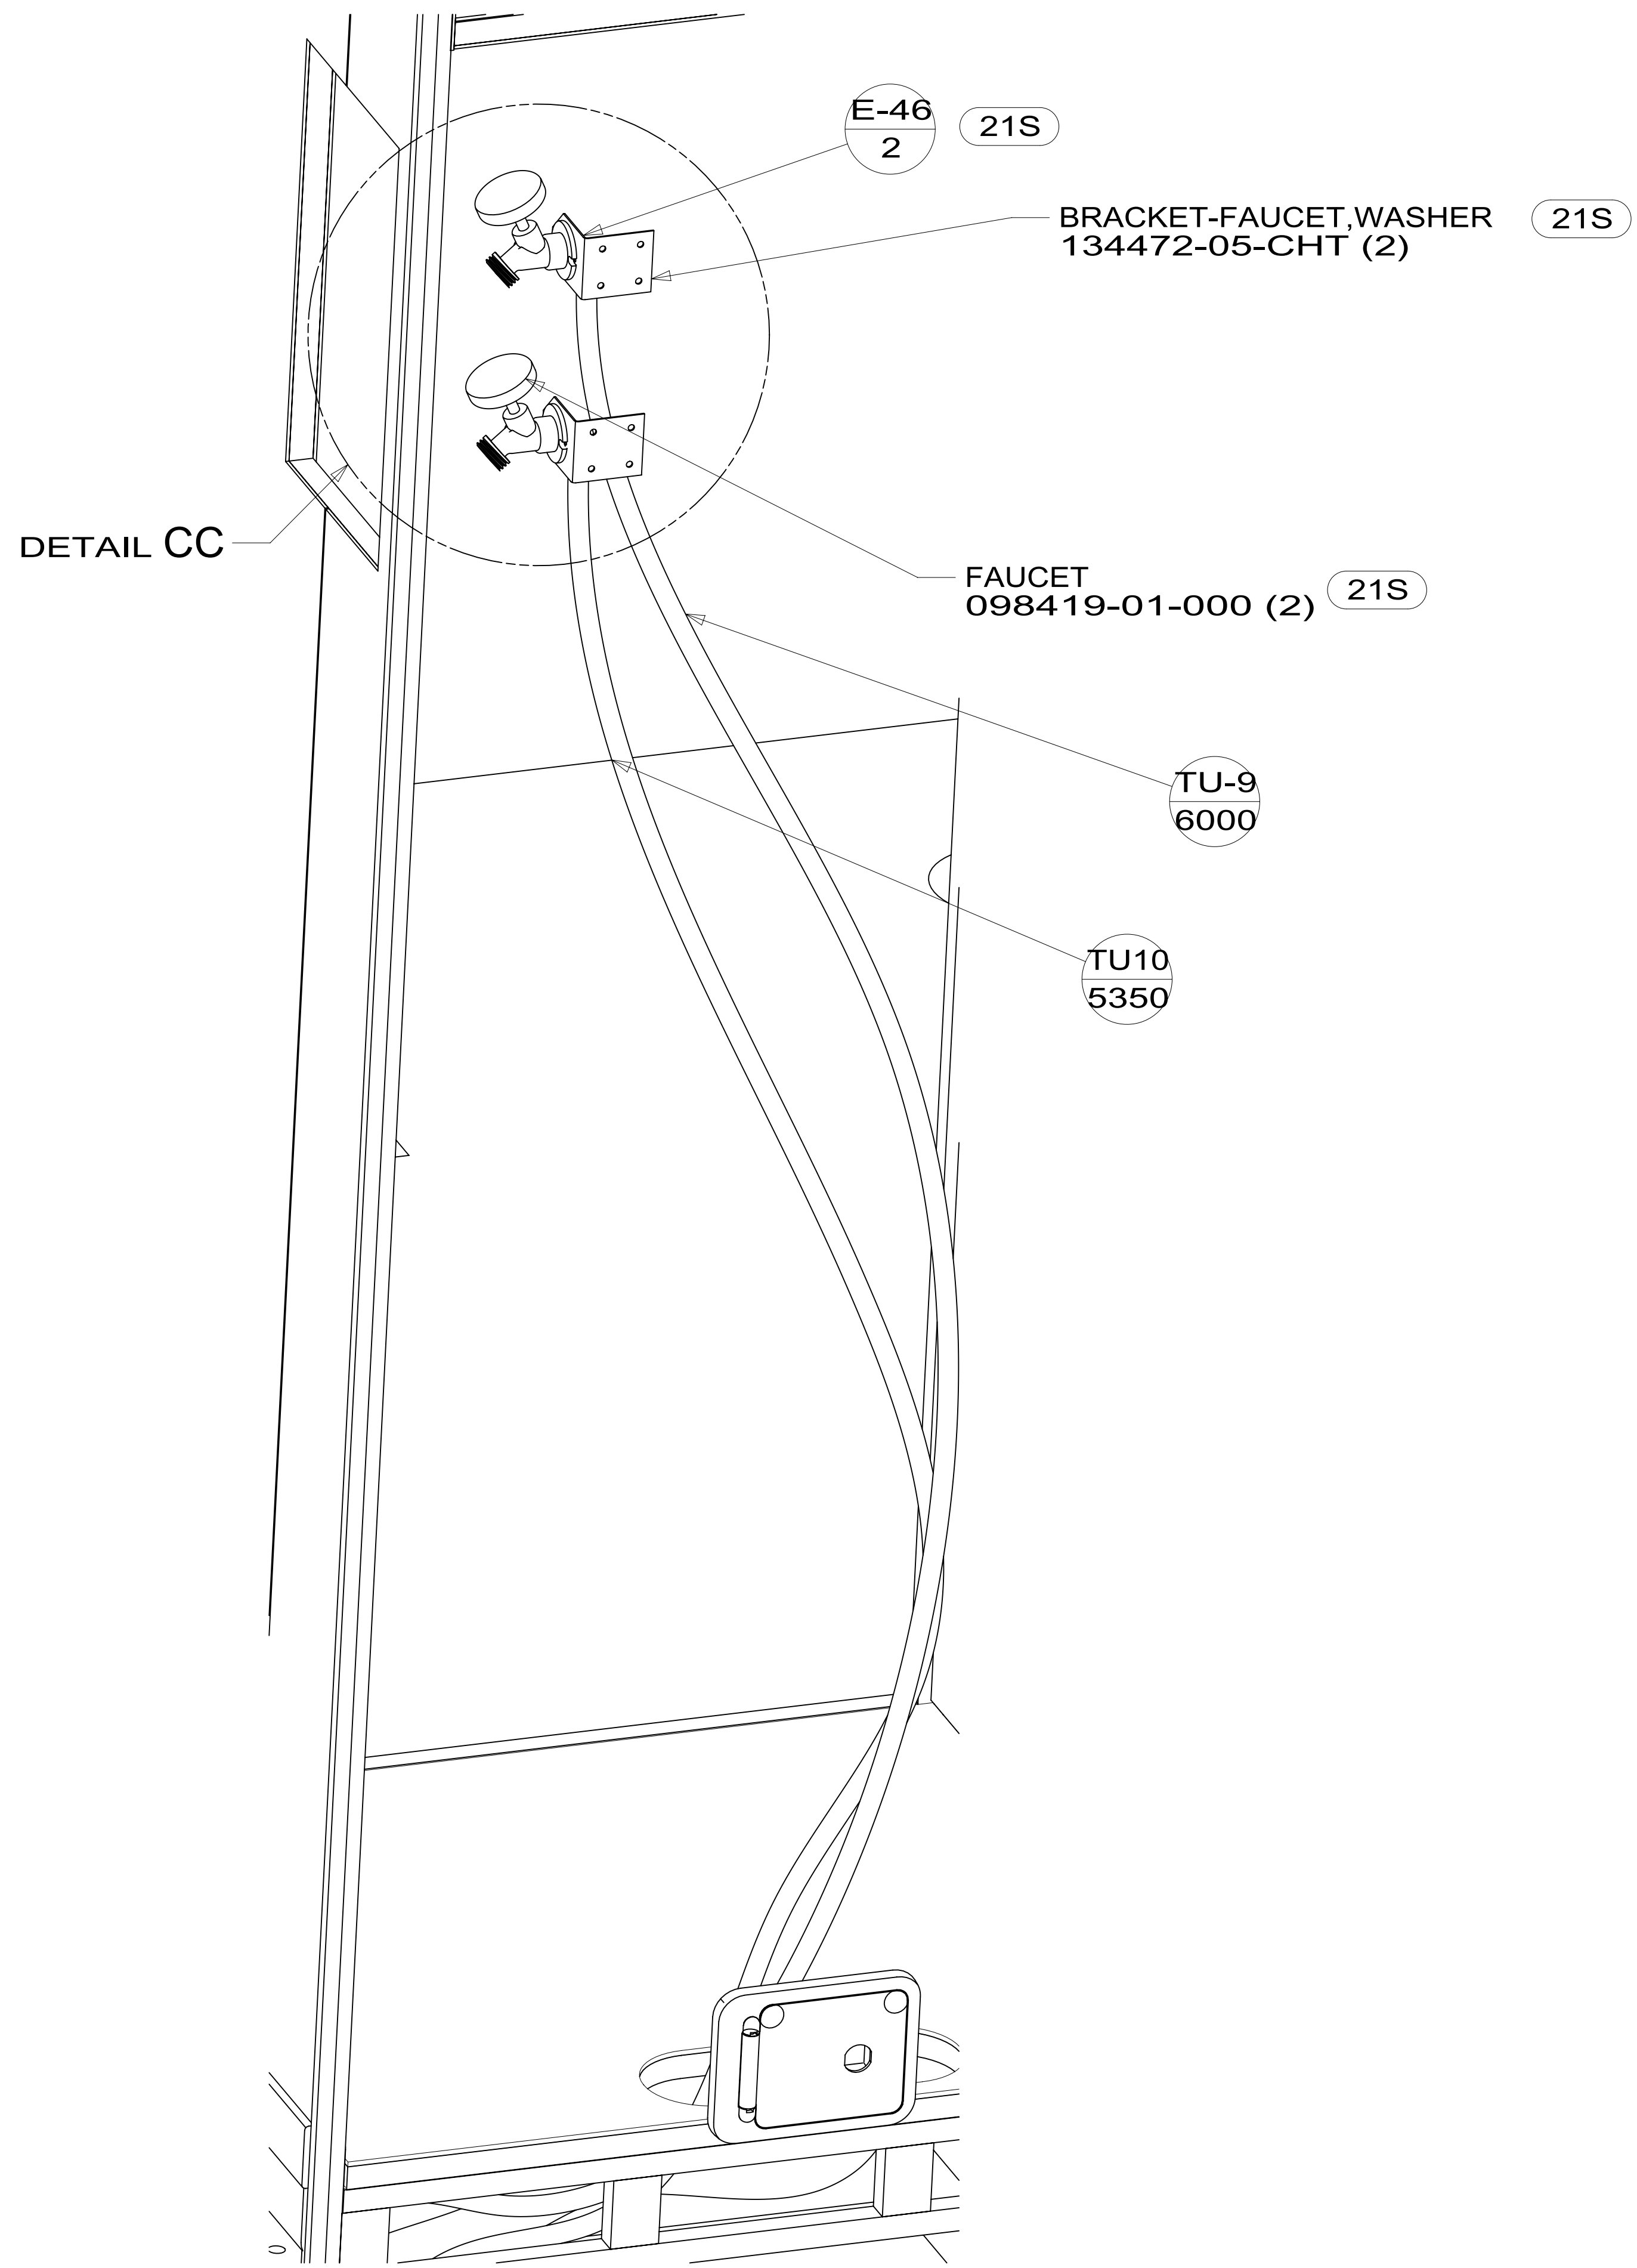 E-46
2
21S
BRACKET-FAUCET,WASHER
134472-05-CHT (2)
21S
DETAIL CC
FAUCET
098419-01-000 (2)
21S
TU-9
6000
TU10
5350